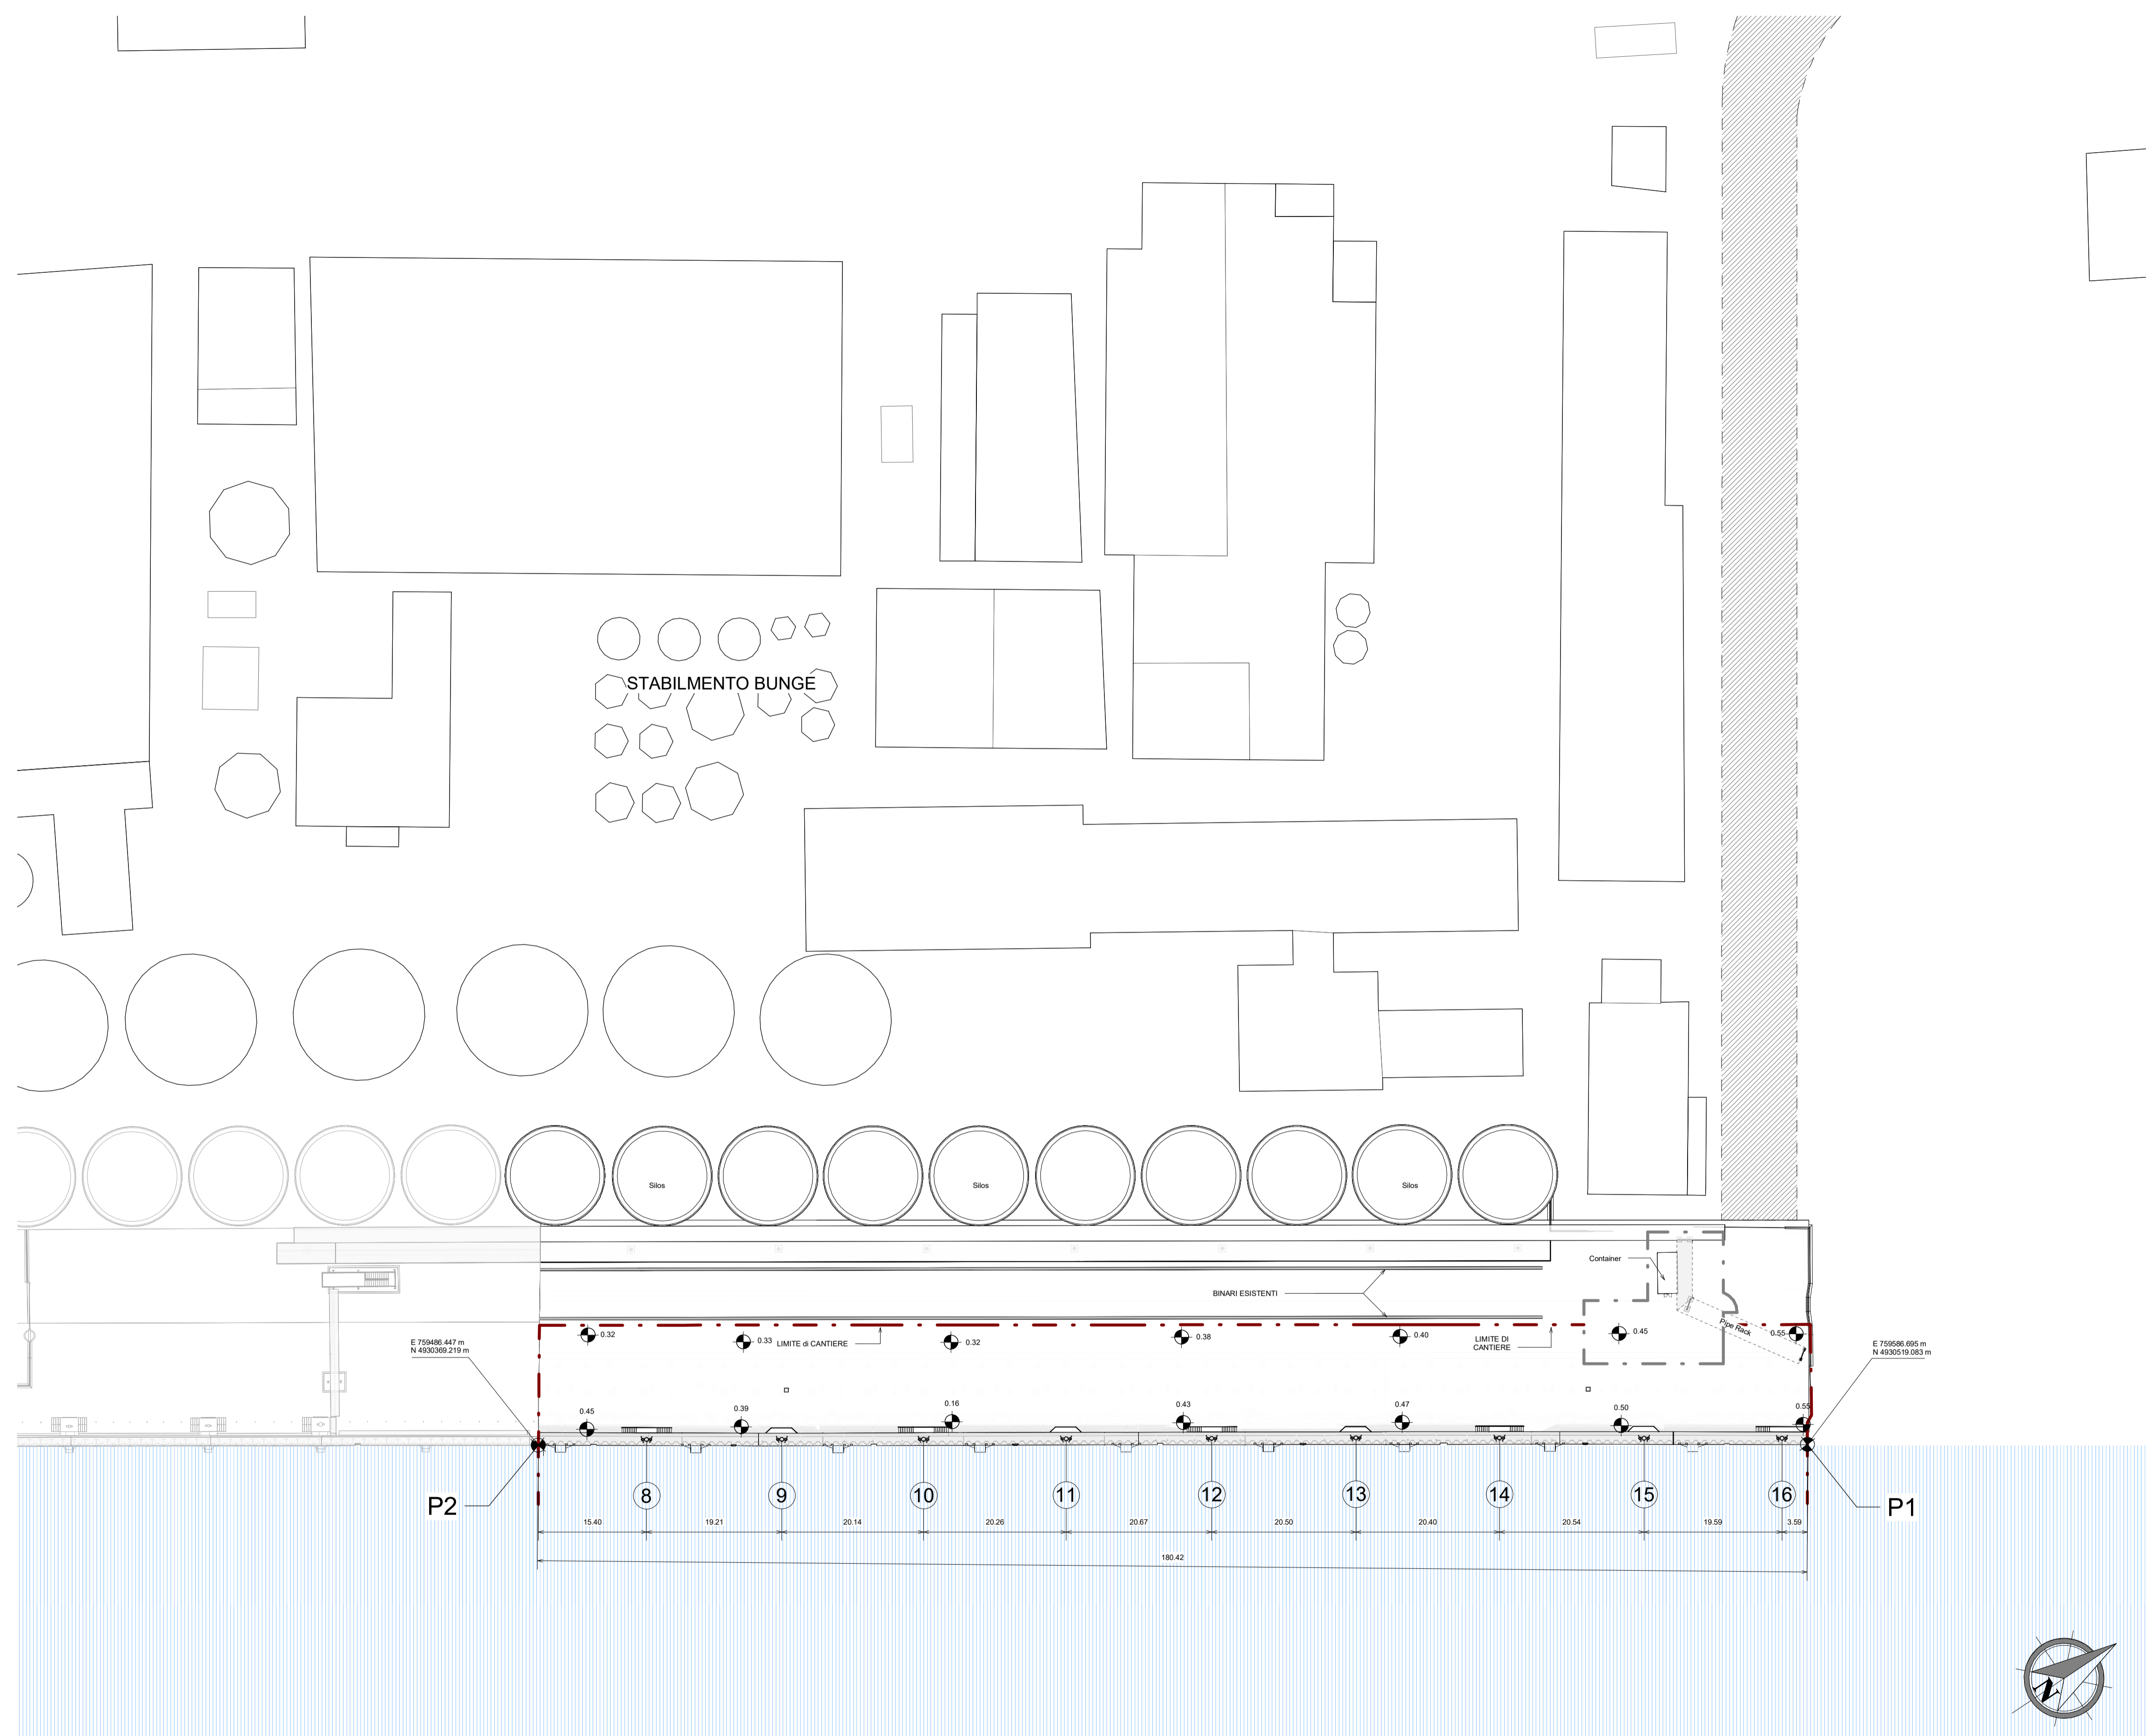 STABILMENTO BUNGE
Silos
Silos
Silos
Container
BINARI ESISTENTI
Pipe Rack
0.32
0.33
LIMITE di CANTIERE
0.32
0.38
0.40
LIMITE DI
CANTIERE
0.45
0.55
E 759486.447 m
N 4930369.219 m
E 759586.695 m
N 4930519.083 m
0.45
0.39
0.16
0.43
0.47
0.50
0.55
P2
8
9
10
11
12
13
14
15
16
P1
15.40
19.21
20.14
20.26
20.67
20.50
20.40
20.54
19.59
3.59
180.42
N